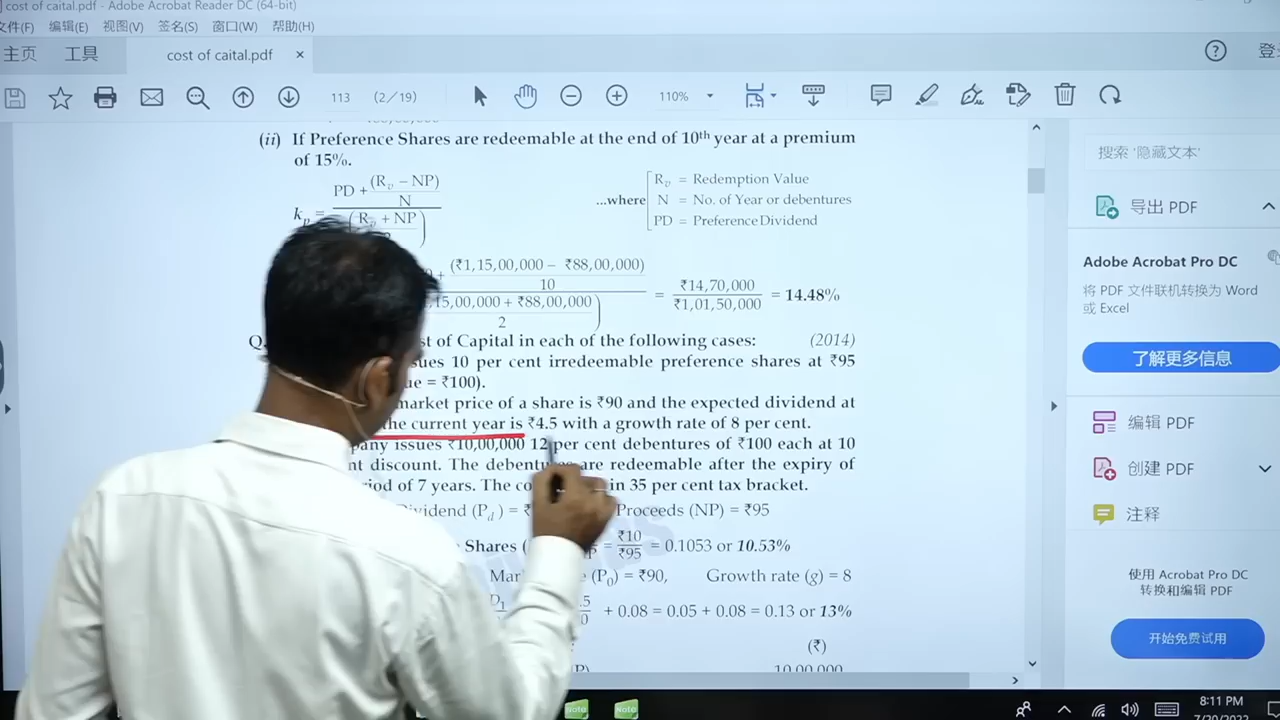 cost of caital.pdf - Adobe Acrobat Reader DC (64-bit)
文件(F) 编辑(E) 视图(V) 签名(S) 窗口(W) 帮助(H)
主页 工具 cost of caital.pdf ×
113 (2/19) 110%
(ii) If Preference Shares are redeemable at the end of 10th year at a premium
of 15%.
PD + (Rv – NP)
N
kp =
(Rv + NP
...where
Rv = Redemption Value
N = No. of Year or debentures
PD = Preference Dividend
+ (₹1,15,00,000 – ₹88,00,000)
10
15,00,000 + ₹88,00,000)
2
= ₹14,70,000
₹1,01,50,000
= 14.48%
Q. st of Capital in each of the following cases: (2014)
sues 10 per cent irredeemable preference shares at ₹95
ue = ₹100).
market price of a share is ₹90 and the expected dividend at
the current year is ₹4.5 with a growth rate of 8 per cent.
pany issues ₹10,00,000 12 per cent debentures of ₹100 each at 10
nt discount. The debentures are redeemable after the expiry of
iod of 7 years. The in 35 per cent tax bracket.
ividend (Pd) = ₹ Proceeds (NP) = ₹95
Shares ( = ₹10
₹95
= 0.1053 or 10.53%
Mar (P0) = ₹90, Growth rate (g) = 8
D1 + 0.08 = 0.05 + 0.08 = 0.13 or 13%
(₹)
10,00,000
搜索 '隐藏文本'
导出 PDF
Adobe Acrobat Pro DC
将 PDF 文件联机转换为 Word
或 Excel
了解更多信息
编辑 PDF
创建 PDF
注释
使用 Acrobat Pro DC
转换和编辑 PDF
开始免费试用
Note Note
8:11 PM